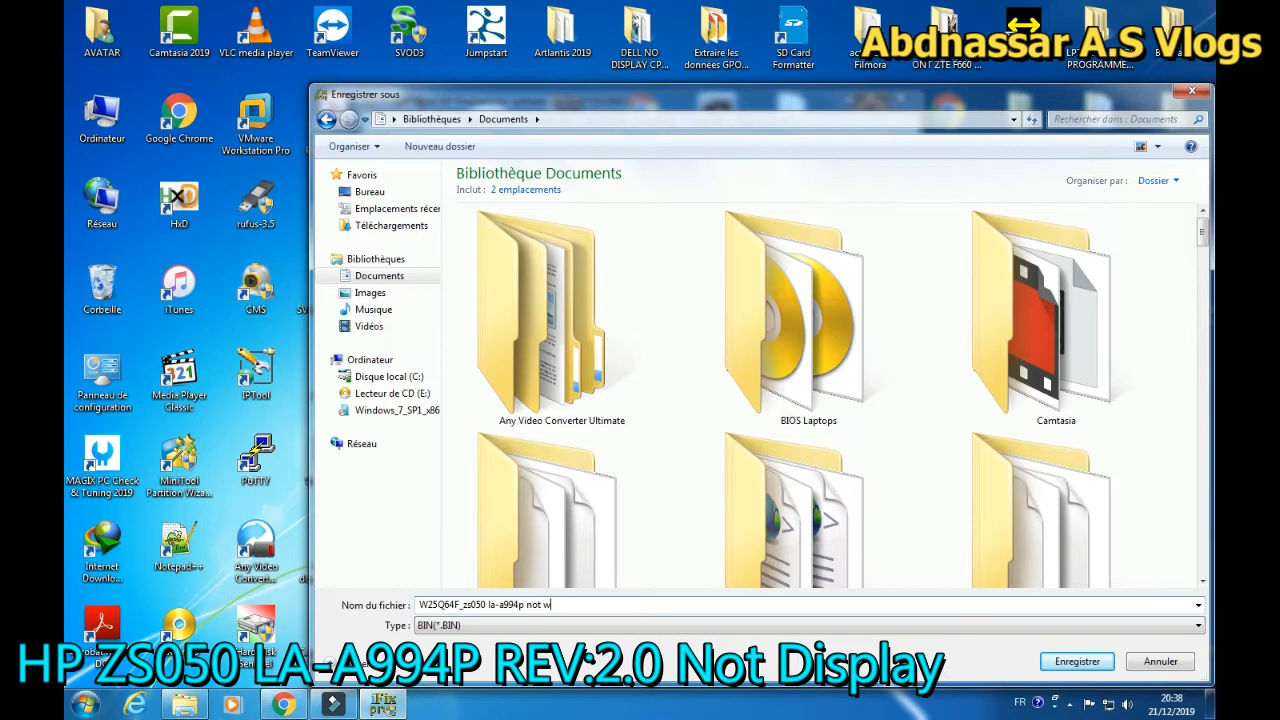 AVATAR
Camtasia 2019
VLC media player
TeamViewer
SVOD3
Jumpstart
Artlantis 2019
DELL NO
DISPLAY CP...
Extraire les
données GPO...
SD Card
Formatter
Filmora
ONT ZTE F660 ...
PROGRAMME...
Abdnassar A.S Vlogs
Ordinateur
Google Chrome
VMware
Workstation Pro
Réseau
HxD
rufus-3.5
Corbeille
iTunes
CMS
Panneau de
configuration
Media Player
Classic
IPTool
MAGIX PC Check
& Tuning 2019
MiniTool
Partition Wiza...
PuTTY
Internet
Downlo...
Notepad++
Any Video
Convert...
Enregistrer sous
Bibliothèques
Documents
Rechercher dans : Documents
Organiser
Nouveau dossier
Favoris
Bureau
Emplacements récer
Téléchargements
Bibliothèques
Documents
Images
Musique
Vidéos
Ordinateur
Disque local (C:)
Lecteur de CD (E:)
Windows_7_SP1_x86
Réseau
Bibliothèque Documents
Inclut : 2 emplacements
Organiser par : Dossier
Any Video Converter Ultimate
BIOS Laptops
Camtasia
Nom du fichier : W25Q64F_zs050 la-a994p not w
Type : BIN(*.BIN)
Enregistrer
Annuler
HP ZS050 LA-A994P REV:2.0 Not Display
iFix
pro
FR
20:38
21/12/2019